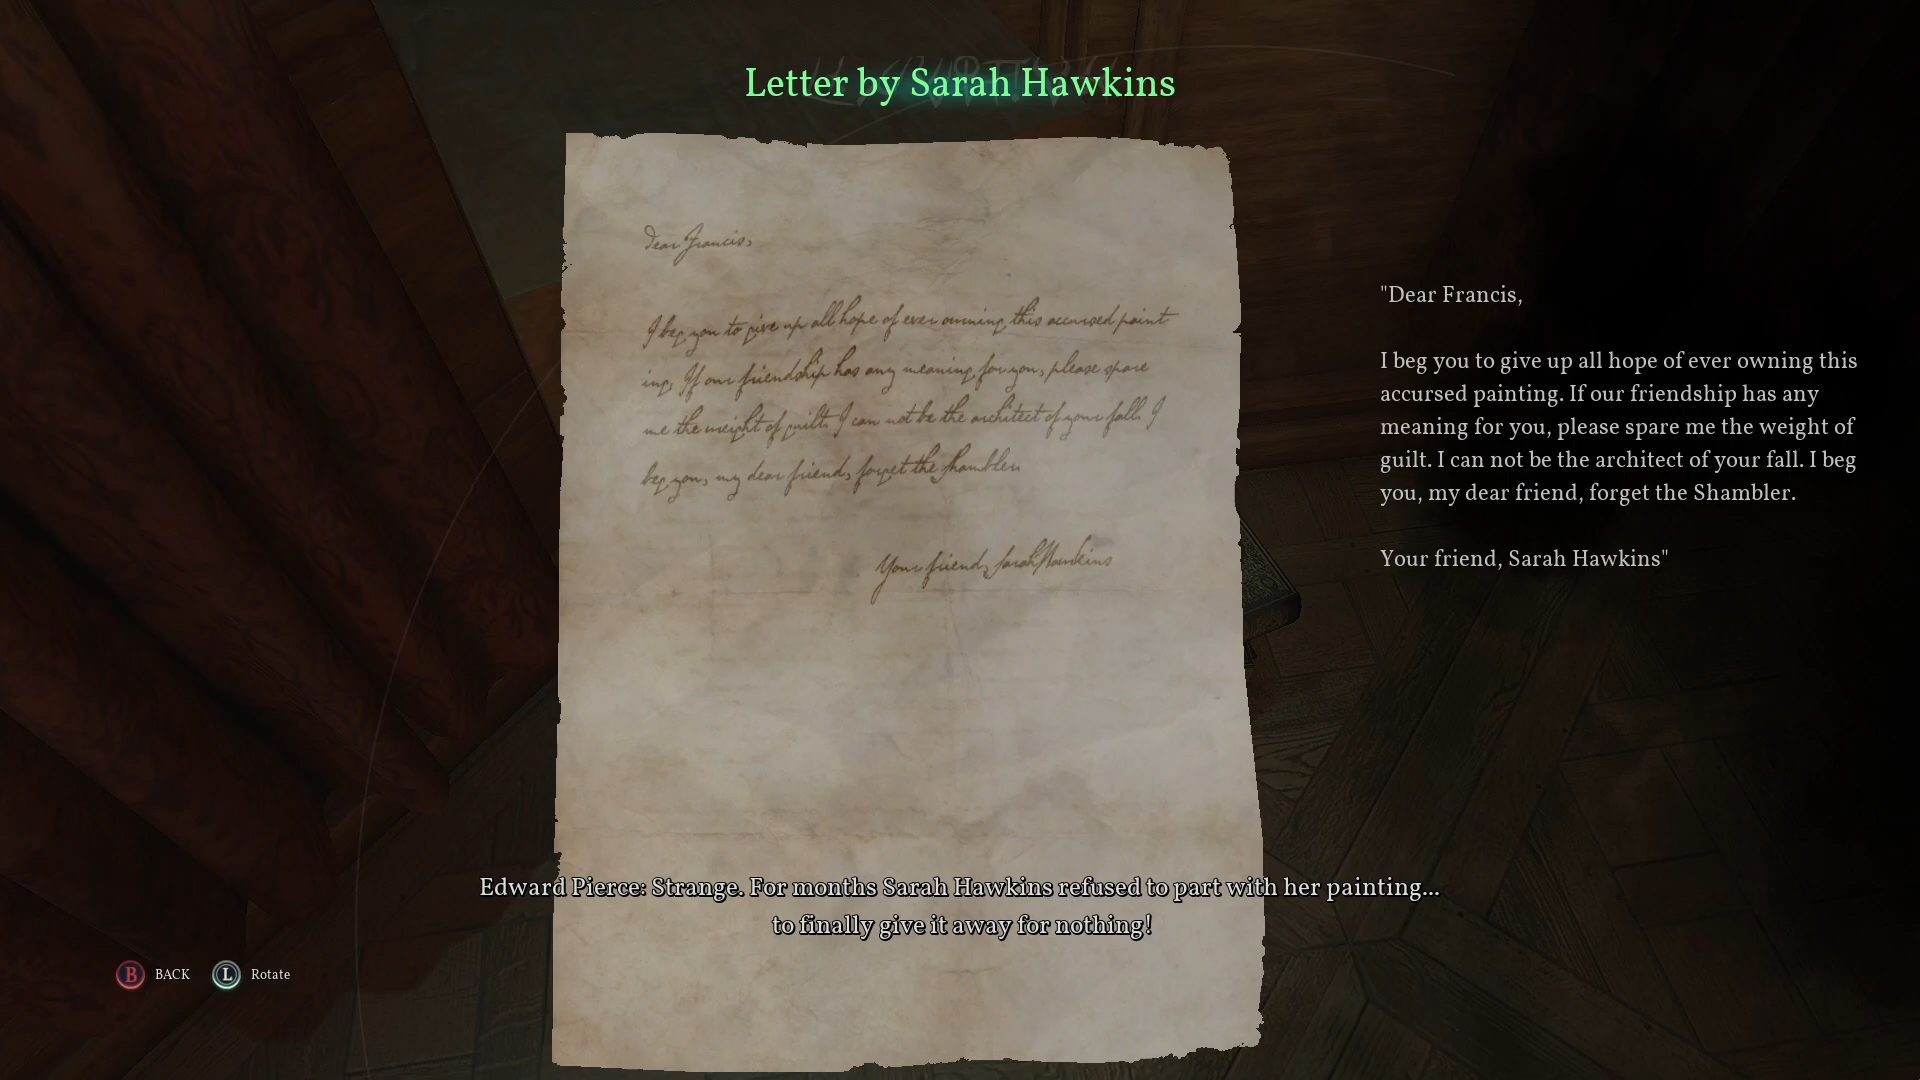 Letter by Sarah Hawkins
Dear Francis,
I beg you to give up all hope of ever owning this accursed paint
ing. If our friendship has any meaning for you, please spare
me the weight of guilt. I can not be the architect of your fall. I
beg you, my dear friend, forget the Shambler.
Your friend, Sarah Hawkins
"Dear Francis,
I beg you to give up all hope of ever owning this
accursed painting. If our friendship has any
meaning for you, please spare me the weight of
guilt. I can not be the architect of your fall. I beg
you, my dear friend, forget the Shambler.
Your friend, Sarah Hawkins"
Edward Pierce: Strange. For months Sarah Hawkins refused to part with her painting...
to finally give it away for nothing!
B BACK L Rotate